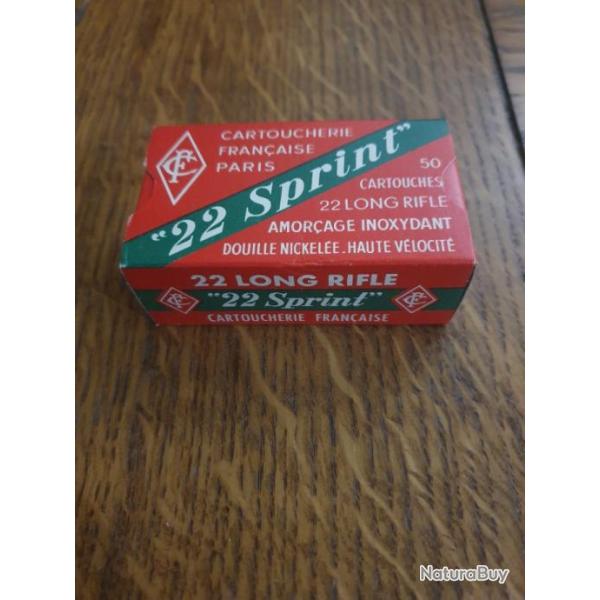 CARTOUCHERIE
FRANÇAISE
PARIS
"22 Sprint"
50
CARTOUCHES
22 LONG RIFLE
AMORÇAGE INOXYDANT
DOUILLE NICKELÉE. HAUTE VÉLOCITÉ
22 LONG RIFLE
"22 Sprint"
CARTOUCHERIE FRANÇAISE
NaturaBuy